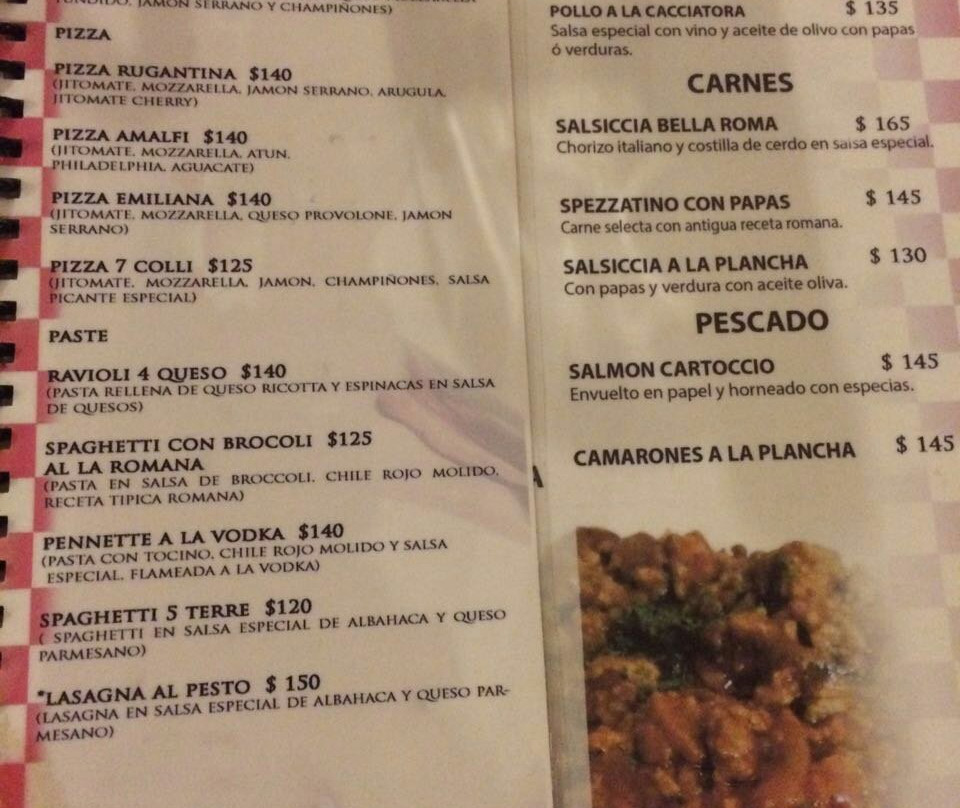 FUNDIDO, JAMON SERRANO Y CHAMPIÑONES)
PIZZA
PIZZA RUGANTINA $140
(JITOMATE, MOZZARELLA, JAMON SERRANO, ARUGULA,
JITOMATE CHERRY)
PIZZA AMALFI $140
(JITOMATE, MOZZARELLA, ATUN,
PHILADELPHIA, AGUACATE)
PIZZA EMILIANA $140
(JITOMATE, MOZZARELLA, QUESO PROVOLONE, JAMON
SERRANO)
PIZZA 7 COLLI $125
(JITOMATE, MOZZARELLA, JAMON, CHAMPIÑONES, SALSA
PICANTE ESPECIAL)
PASTE
RAVIOLI 4 QUESO $140
(PASTA RELLENA DE QUESO RICOTTA Y ESPINACAS EN SALSA
DE QUESOS)
SPAGHETTI CON BROCOLI $125
AL LA ROMANA
(PASTA EN SALSA DE BROCCOLI, CHILE ROJO MOLIDO,
RECETA TIPICA ROMANA)
PENNETTE A LA VODKA $140
(PASTA CON TOCINO, CHILE ROJO MOLIDO Y SALSA
ESPECIAL, FLAMEADA A LA VODKA)
SPAGHETTI 5 TERRE $120
( SPAGHETTI EN SALSA ESPECIAL DE ALBAHACA Y QUESO
PARMESANO)
*LASAGNA AL PESTO $ 150
(LASAGNA EN SALSA ESPECIAL DE ALBAHACA Y QUESO PAR-
MESANO)
POLLO A LA CACCIATORA $ 135
Salsa especial con vino y aceite de olivo con papas
ó verduras.
CARNES
SALSICCIA BELLA ROMA $ 165
Chorizo italiano y costilla de cerdo en salsa especial.
SPEZZATINO CON PAPAS $ 145
Carne selecta con antigua receta romana.
SALSICCIA A LA PLANCHA $ 130
Con papas y verdura con aceite oliva.
PESCADO
SALMON CARTOCCIO $ 145
Envuelto en papel y horneado con especias.
CAMARONES A LA PLANCHA $ 145